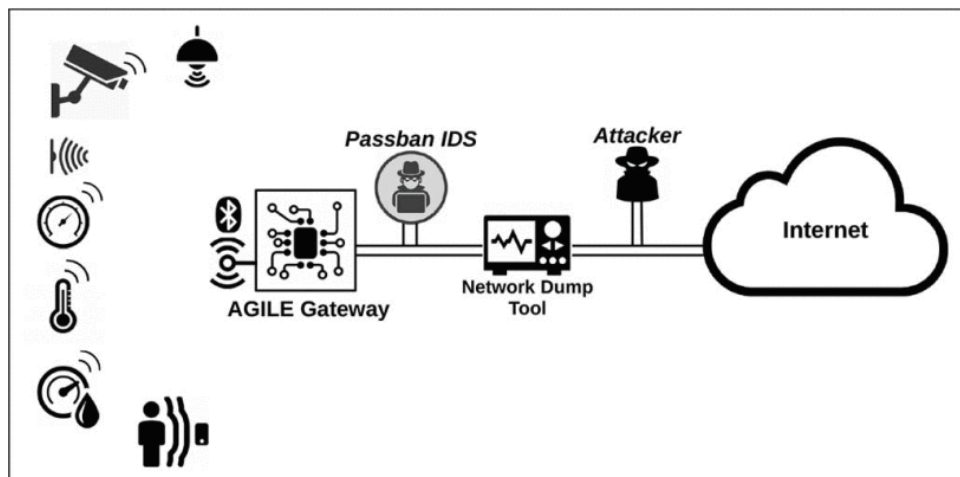 Passban IDS
Attacker
Internet
AGILE Gateway
Network Dump
Tool